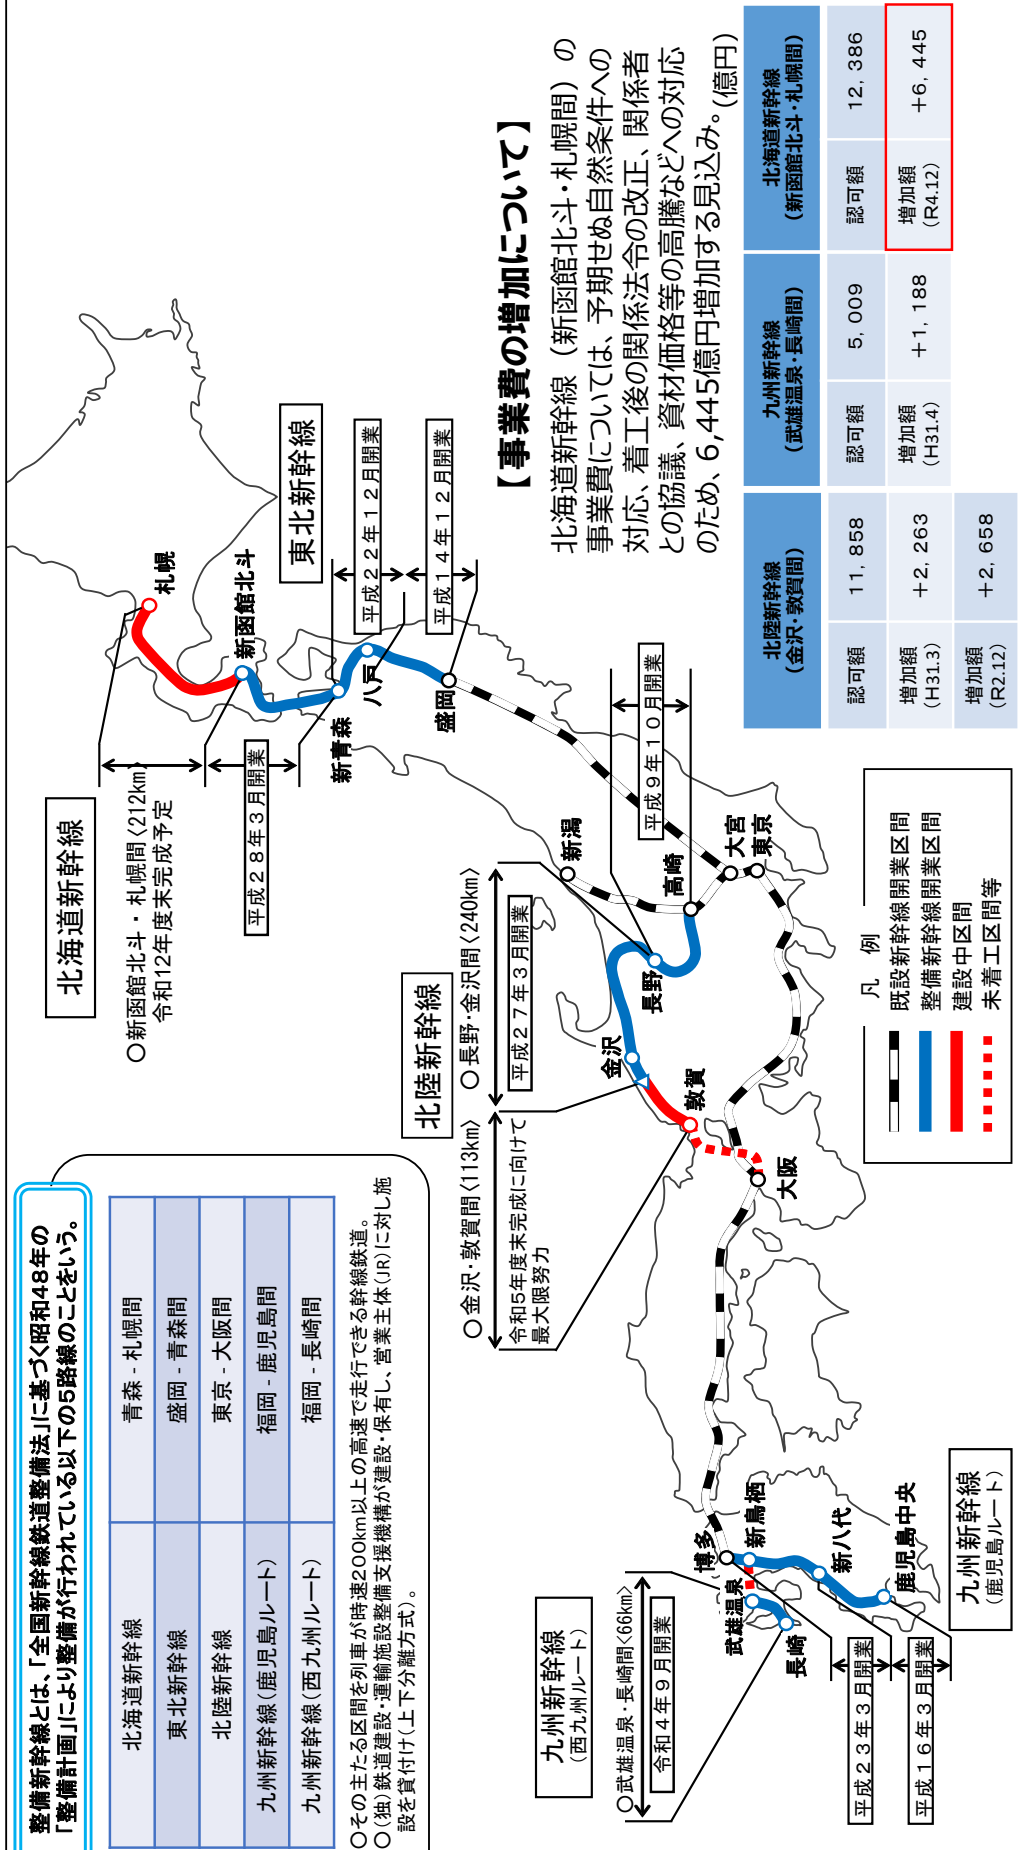 整備新幹線とは、「全国新幹線鉄道整備法」に基づく昭和48年の
「整備計画」により整備が行われている以下の5路線のことをいう。
北海道新幹線 青森 - 札幌間
東北新幹線 盛岡 - 青森間
北陸新幹線 東京 - 大阪間
九州新幹線(鹿児島ルート) 福岡 - 鹿児島間
九州新幹線(西九州ルート) 福岡 - 長崎間
○その主たる区間を列車が時速200km以上の高速で走行できる幹線鉄道。
○(独)鉄道建設・運輸施設整備支援機構が建設・保有し、営業主体(JR)に対し施
設を貸付け(上下分離方式)。
北海道新幹線
○新函館北斗・札幌間〈212km〉
令和12年度末完成予定
平成28年3月開業
札幌
新函館北斗
東北新幹線
新青森
八戸
盛岡
平成22年12月開業
平成14年12月開業
北陸新幹線
○金沢・敦賀間〈113km〉
令和5年度末完成に向けて
最大限努力
○長野・金沢間〈240km〉
平成27年3月開業
平成9年10月開業
新潟
高崎
大宮
東京
長野
金沢
敦賀
大阪
九州新幹線
(西九州ルート)
○武雄温泉・長崎間〈66km〉
令和4年9月開業
博多
新鳥栖
武雄温泉
長崎
新八代
鹿児島中央
平成23年3月開業
平成16年3月開業
九州新幹線
(鹿児島ルート)
凡 例
既設新幹線開業区間
整備新幹線開業区間
建設中区間
未着工区間等
【事業費の増加について】
北海道新幹線（新函館北斗・札幌間）の
事業費については、予期せぬ自然条件への
対応、着工後の関係法令の改正、関係者
との協議、資材価格等の高騰などへの対応
のため、6,445億円増加する見込み。
(億円)
北陸新幹線
(金沢・敦賀間)
九州新幹線
(武雄温泉・長崎間)
北海道新幹線
(新函館北斗・札幌間)
認可額 11,858 認可額 5,009 認可額 12,386
増加額
(H31.3)
+2,263
増加額
(H31.4)
+1,188
増加額
(R4.12)
+6,445
増加額
(R2.12)
+2,658